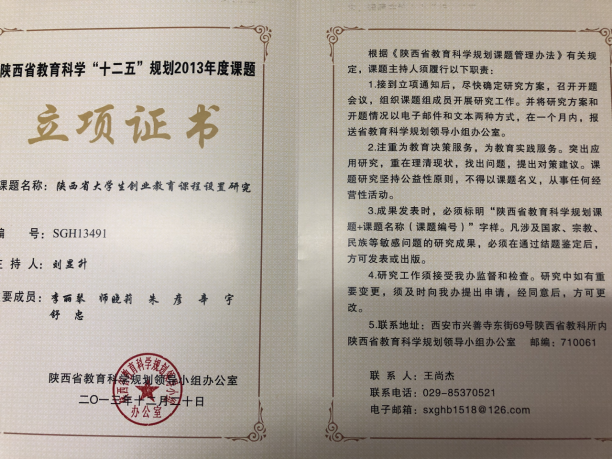 陕西省教育科学“十二五”规划2013年度课题
立项证书
课题名称：陕西省大学生创业教育课程设置研究
编 号：SGH13491
主 持 人：刘昱升
主要成员：李丽琴 师晓莉 朱 彦 辛 宇
舒 忠
陕西省教育科学规划领导小组办公室
二〇一三年十二月二十日
根据《陕西省教育科学规划课题管理办法》有关规
定，课题主持人须履行以下职责：
1.接到立项通知后，尽快确定研究方案，召开开题
会议，组织课题组成员开展研究工作。并将研究方案和
开题情况以电子邮件和文本两种方式，在一个月内，报
送省教育科学规划领导小组办公室。
2.注重为教育决策服务，为教育实践服务。突出应
用研究，重在理清现状，找出问题，提出对策建议。课
题研究坚持公益性原则，不得以课题名义，从事任何经
营性活动。
3.成果发表时，必须标明“陕西省教育科学规划课
题+课题名称（课题编号）”字样。凡涉及国家、宗教、
民族等敏感问题的研究成果，必须在通过结题鉴定后，
方可发表或出版。
4.研究工作须接受我办监督和检查。研究中如有重
要变更，须及时向我办提出申请，经同意后，方可更
改。
5.联系地址：西安市兴善寺东街69号陕西省教科所内
陕西省教育科学规划领导小组办公室 邮编：710061
联 系 人：王尚杰
联系电话：029-85370521
电子邮箱：sxghb1518@126.com